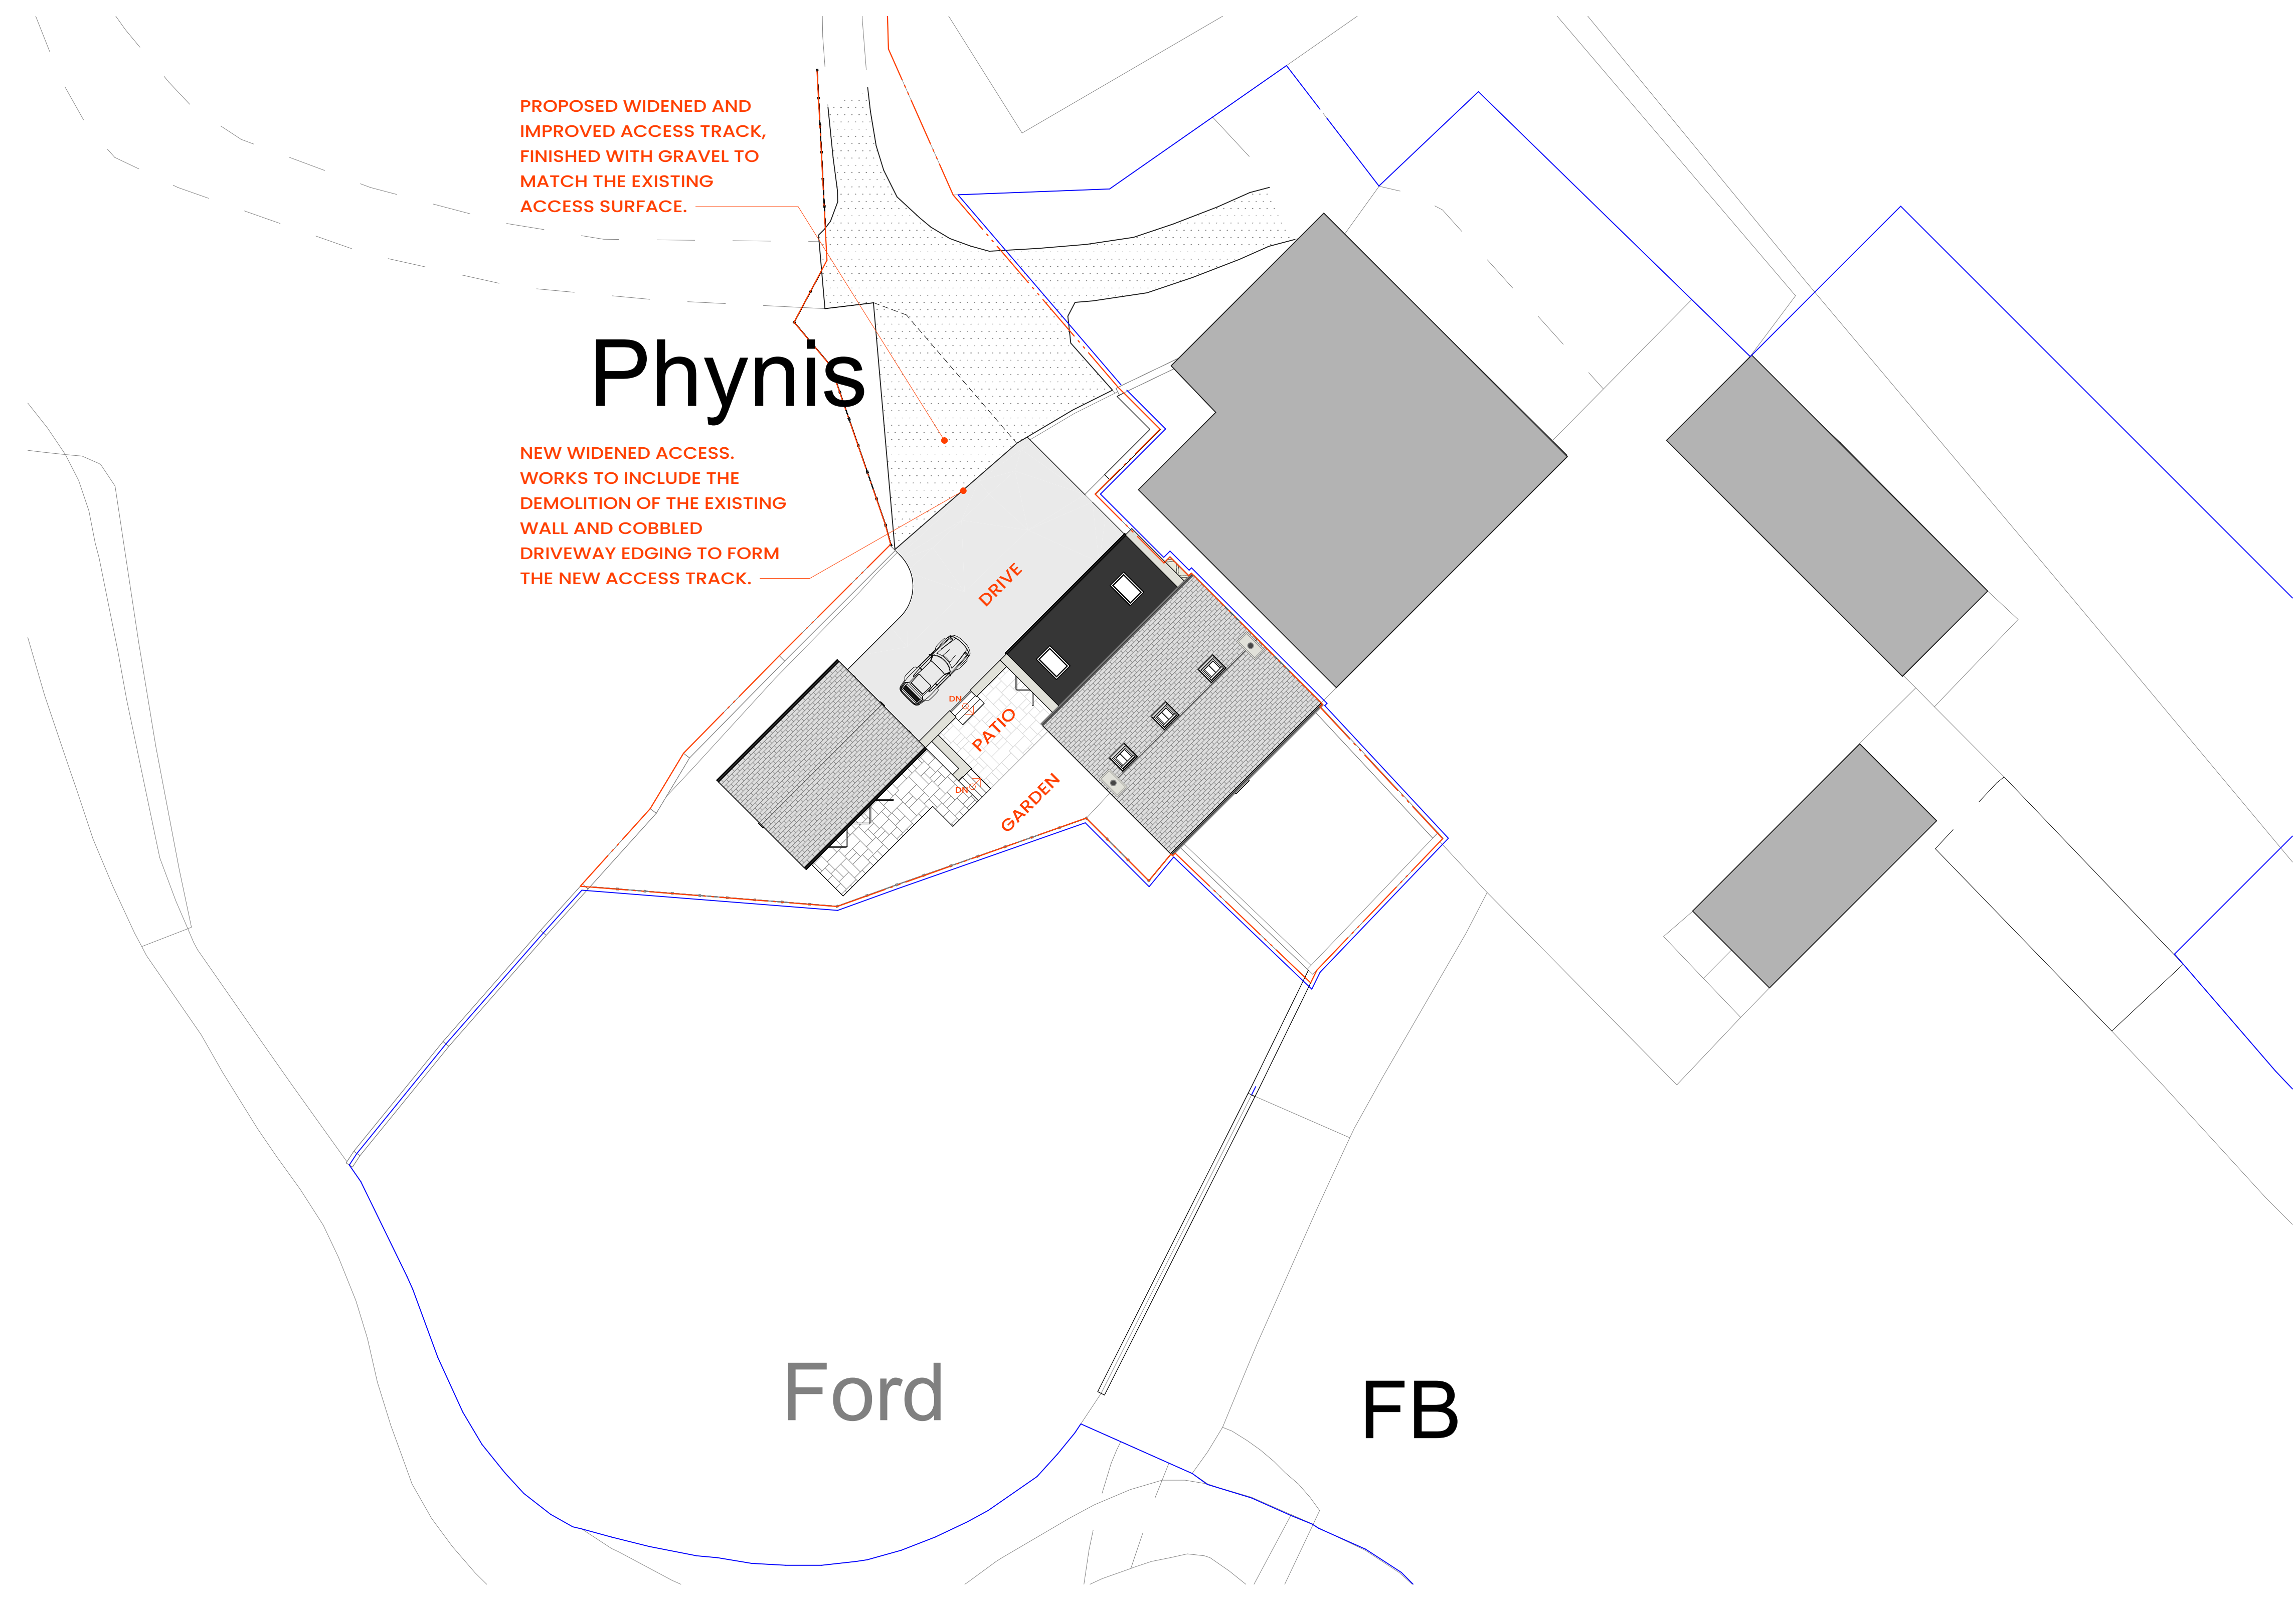 PROPOSED WIDENED AND
IMPROVED ACCESS TRACK,
FINISHED WITH GRAVEL TO
MATCH THE EXISTING
ACCESS SURFACE.
Phynis
NEW WIDENED ACCESS.
WORKS TO INCLUDE THE
DEMOLITION OF THE EXISTING
WALL AND COBBLED
DRIVEWAY EDGING TO FORM
THE NEW ACCESS TRACK.
DRIVE
DN
PATIO
DN
GARDEN
Ford
FB